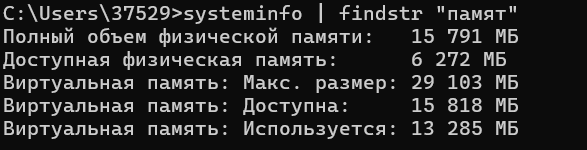 C:\Users\37529>systeminfo | findstr "памят"
Полный объем физической памяти:   15 791 МБ
Доступная физическая память:      6 272 МБ
Виртуальная память: Макс. размер: 29 103 МБ
Виртуальная память: Доступна:     15 818 МБ
Виртуальная память: Используется: 13 285 МБ